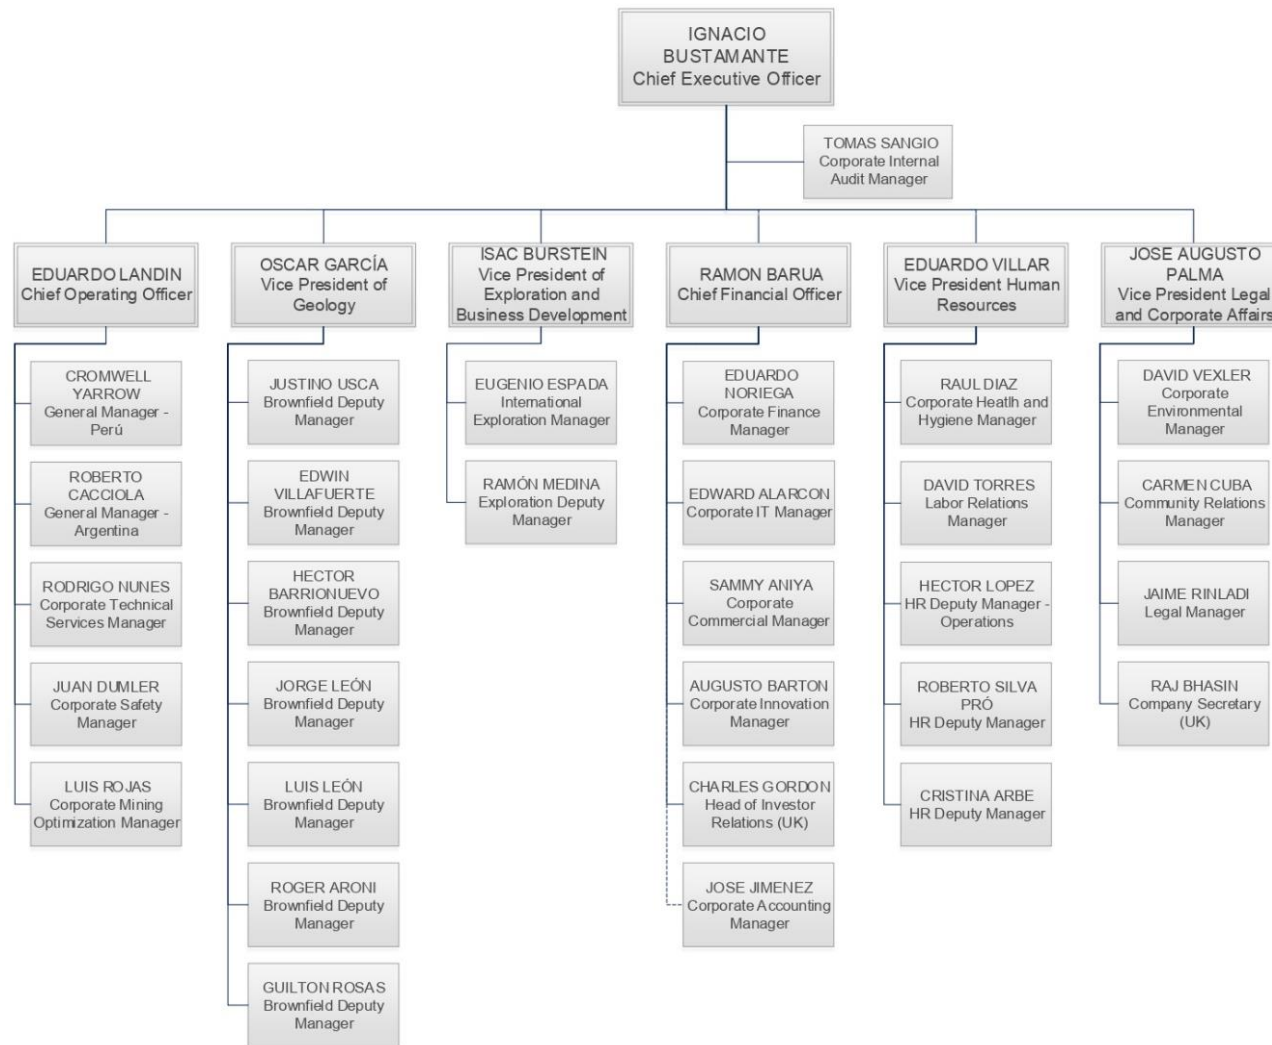 IGNACIO
BUSTAMANTE
Chief Executive Officer
TOMAS SANGIO
Corporate Internal
Audit Manager
EDUARDO LANDIN
Chief Operating Officer
OSCAR GARCÍA
Vice President of
Geology
ISAC BURSTEIN
Vice President of
Exploration and
Business Development
RAMON BARUA
Chief Financial Officer
EDUARDO VILLAR
Vice President Human
Resources
JOSE AUGUSTO
PALMA
Vice President Legal
and Corporate Affairs
CROMWELL
YARROW
General Manager -
Perú
ROBERTO
CACCIOLA
General Manager -
Argentina
RODRIGO NUNES
Corporate Technical
Services Manager
JUAN DUMLER
Corporate Safety
Manager
LUIS ROJAS
Corporate Mining
Optimization Manager
JUSTINO USCA
Brownfield Deputy
Manager
EDWIN
VILLAFUERTE
Brownfield Deputy
Manager
HECTOR
BARRIONUEVO
Brownfield Deputy
Manager
JORGE LEÓN
Brownfield Deputy
Manager
LUIS LEÓN
Brownfield Deputy
Manager
ROGER ARONI
Brownfield Deputy
Manager
GUILTON ROSAS
Brownfield Deputy
Manager
EUGENIO ESPADA
International
Exploration Manager
RAMÓN MEDINA
Exploration Deputy
Manager
EDUARDO
NORIEGA
Corporate Finance
Manager
EDWARD ALARCON
Corporate IT Manager
SAMMY ANIYA
Corporate
Commercial Manager
AUGUSTO BARTON
Corporate Innovation
Manager
CHARLES GORDON
Head of Investor
Relations (UK)
JOSE JIMENEZ
Corporate Accounting
Manager
RAUL DIAZ
Corporate Heatlh and
Hygiene Manager
DAVID TORRES
Labor Relations
Manager
HECTOR LOPEZ
HR Deputy Manager -
Operations
ROBERTO SILVA
PRÓ
HR Deputy Manager
CRISTINA ARBE
HR Deputy Manager
DAVID VEXLER
Corporate
Environmental
Manager
CARMEN CUBA
Community Relations
Manager
JAIME RINLADI
Legal Manager
RAJ BHASIN
Company Secretary
(UK)